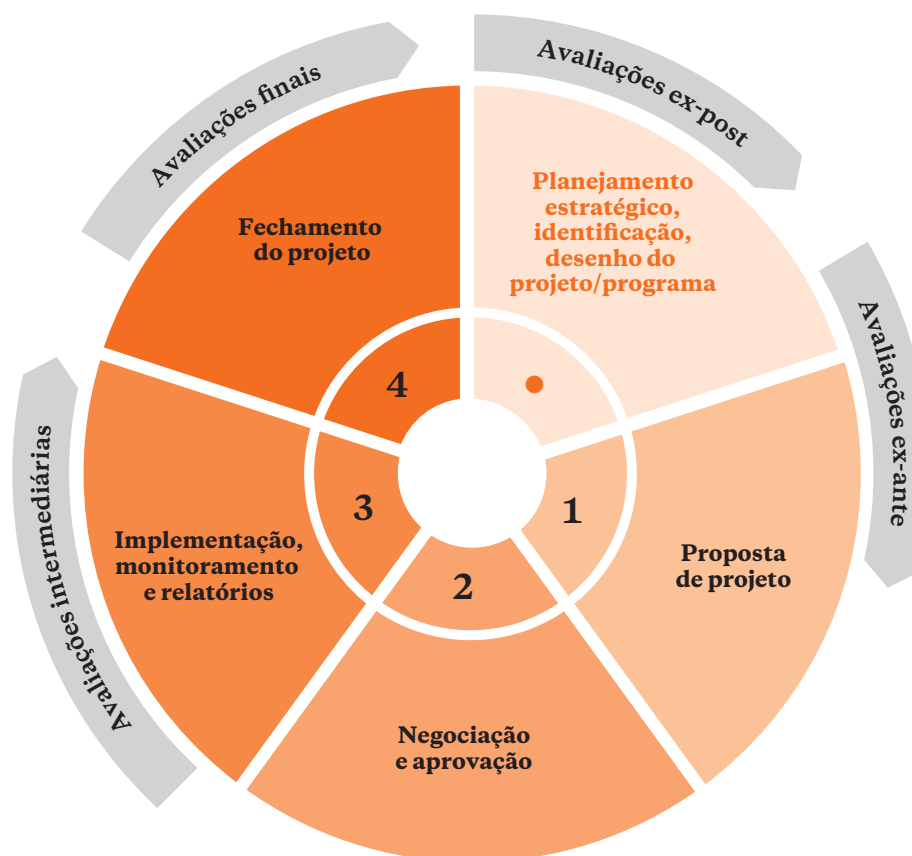 Avaliações finais
Avaliações ex-post
Planejamento
estratégico,
identificação,
desenho do
projeto/programa
Fechamento
do projeto
Avaliações ex-ante
4
1
3
2
Avaliações intermediárias
Implementação,
monitoramento
e relatórios
Proposta
de projeto
Negociação
e aprovação